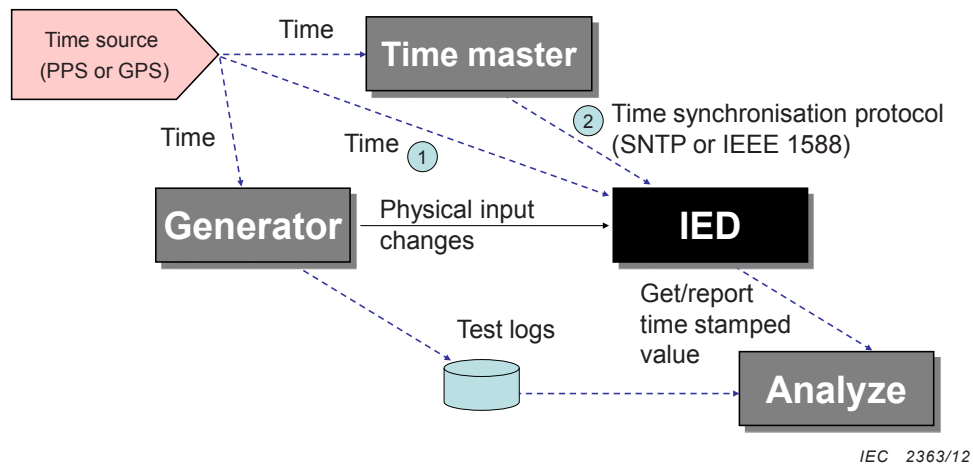 Time source
(PPS or GPS)
Time
Time master
Time
Time
1
2
Time synchronisation protocol
(SNTP or IEEE 1588)
Generator
Physical input
changes
IED
Get/report
time stamped
value
Test logs
Analyze
IEC 2363/12